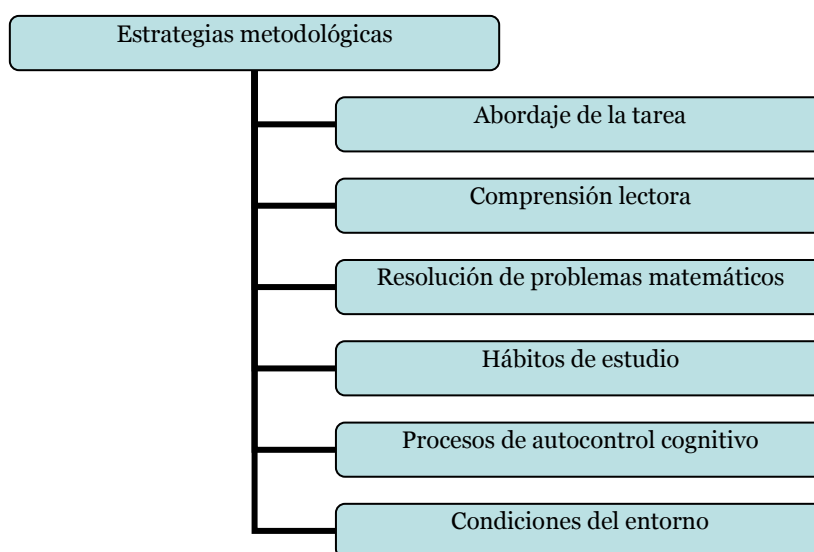 Estrategias metodológicas
Abordaje de la tarea
Comprensión lectora
Resolución de problemas matemáticos
Hábitos de estudio
Procesos de autocontrol cognitivo
Condiciones del entorno